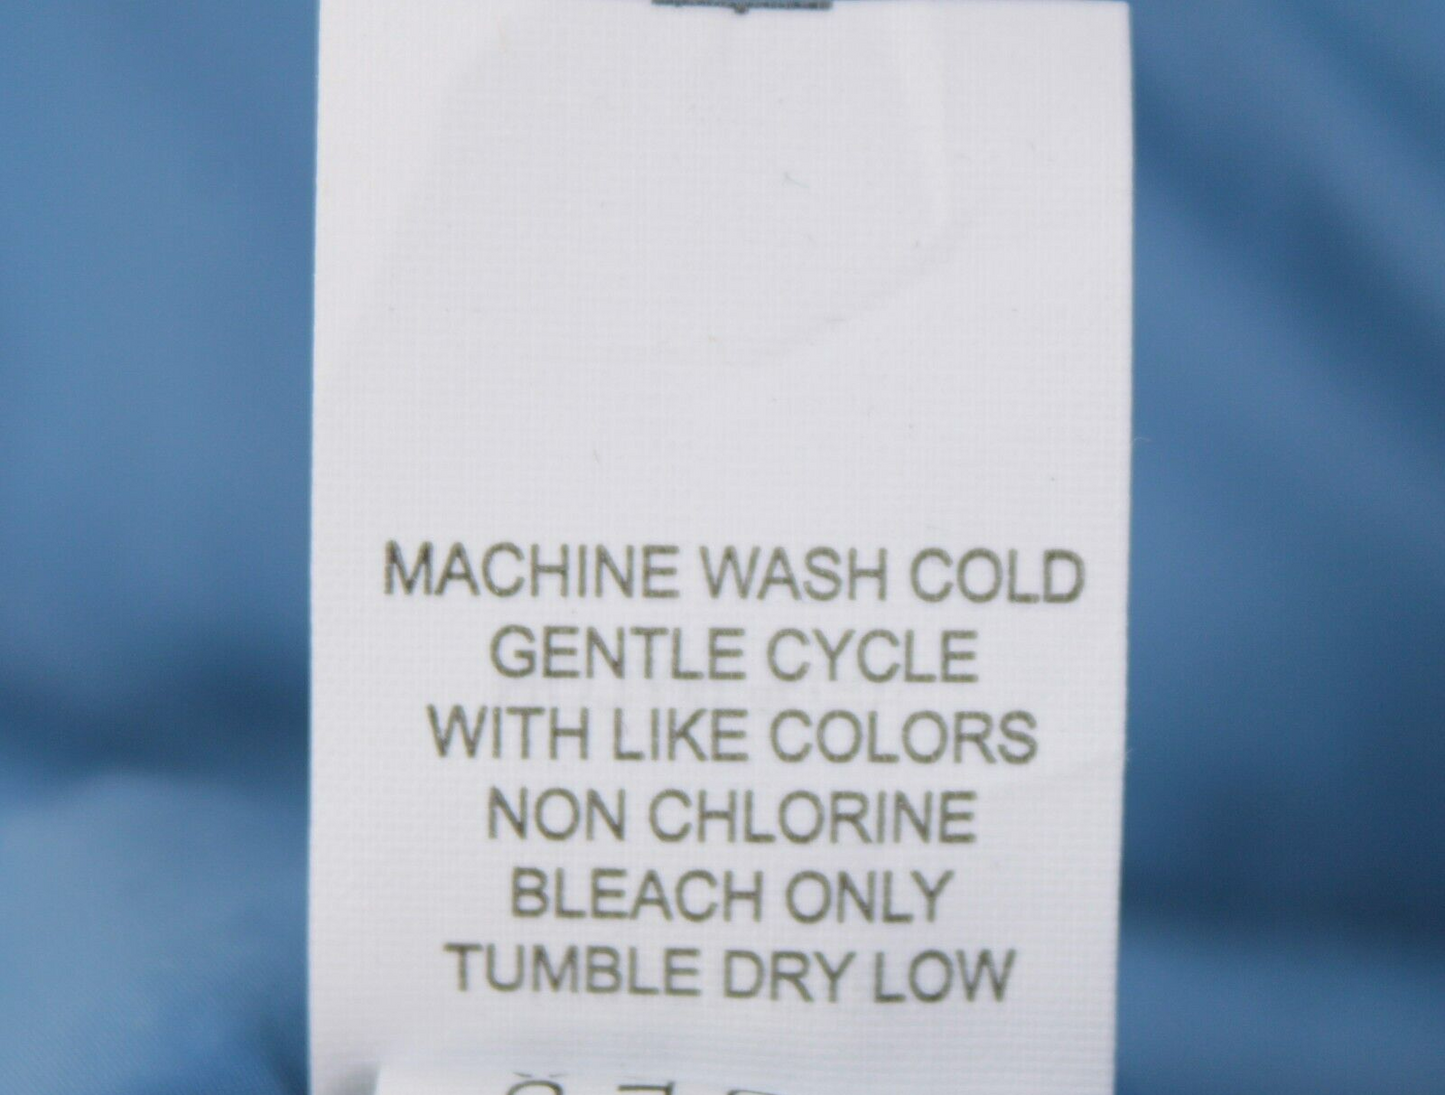 MACHINE WASH COLD
GENTLE CYCLE
WITH LIKE COLORS
NON CHLORINE
BLEACH ONLY
TUMBLE DRY LOW